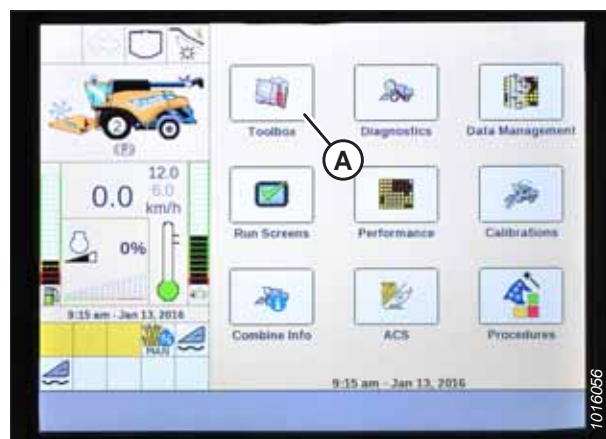 12.0
6.0
0.0 km/h
0%
9:15 am - Jan 13, 2016
MAN
2
(P)
Toolbox
Diagnostics
Data Management
A
Run Screens
Performance
Calibrations
Combine Info
ACS
Procedures
9:15 am - Jan 13, 2016
1016056